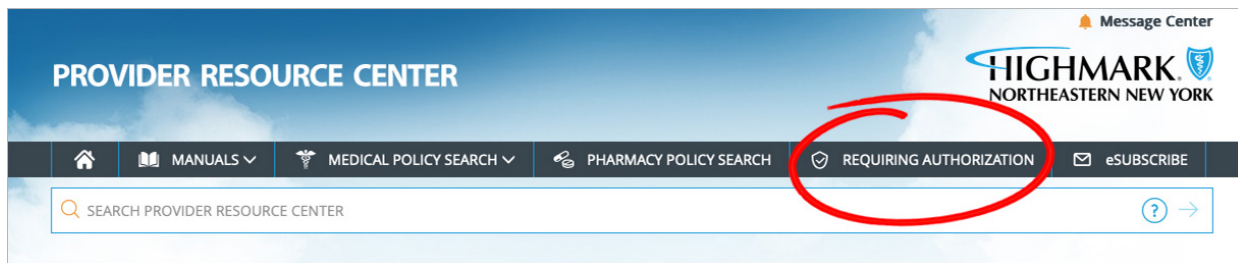 Message Center
PROVIDER RESOURCE CENTER
HIGHMARK.
NORTHEASTERN NEW YORK
MANUALS
MEDICAL POLICY SEARCH
PHARMACY POLICY SEARCH
REQUIRING AUTHORIZATION
eSUBSCRIBE
SEARCH PROVIDER RESOURCE CENTER
?